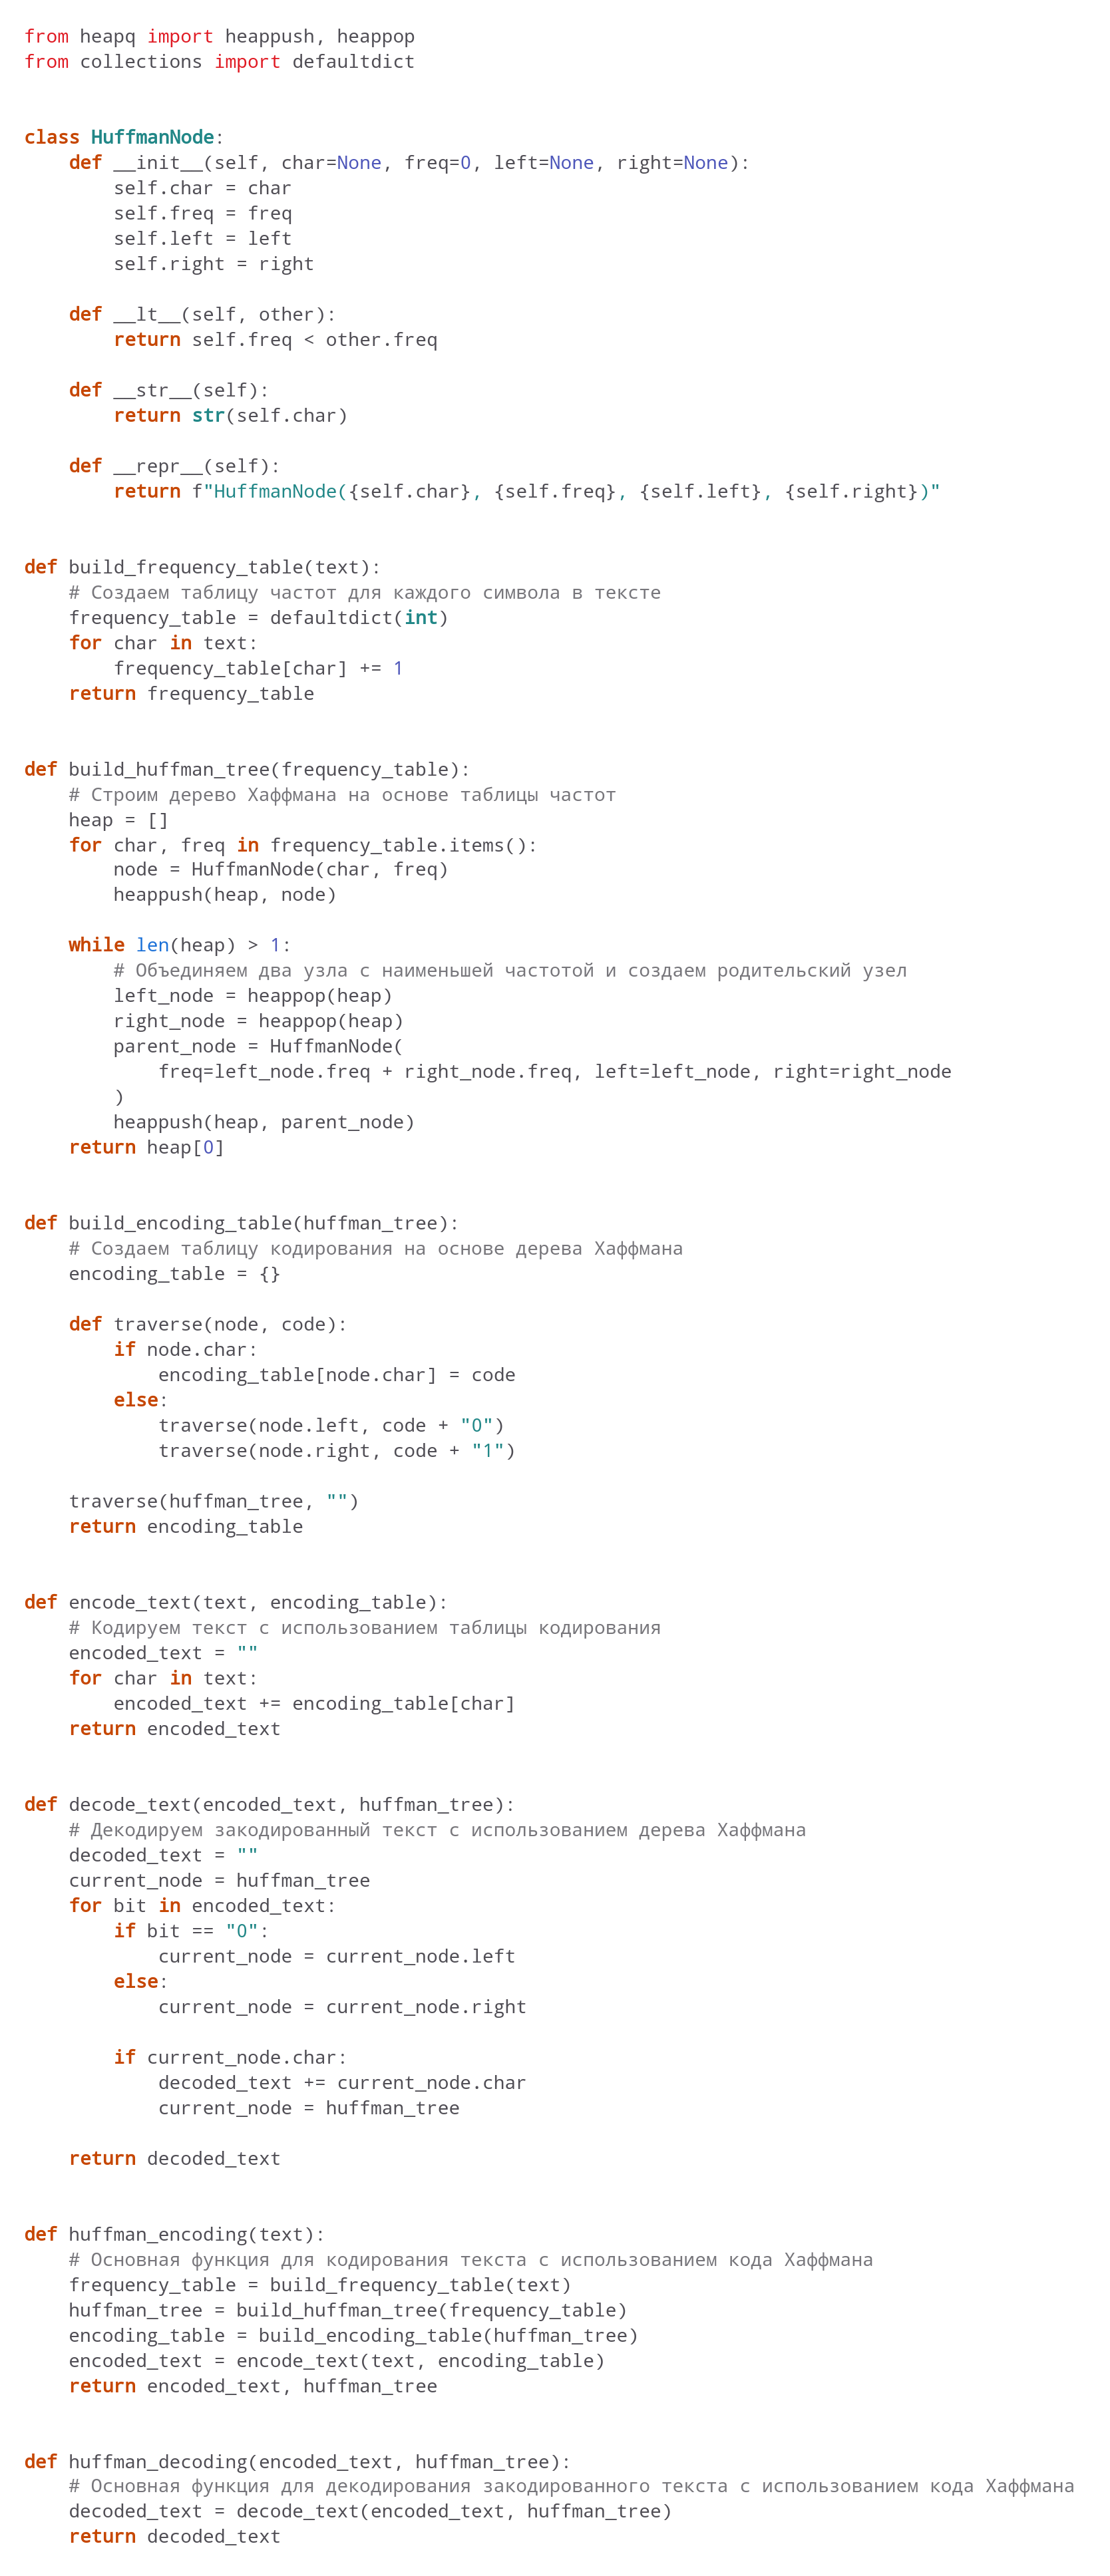 from heapq import heappush, heappop
from collections import defaultdict


class HuffmanNode:
    def __init__(self, char=None, freq=0, left=None, right=None):
        self.char = char
        self.freq = freq
        self.left = left
        self.right = right

    def __lt__(self, other):
        return self.freq < other.freq

    def __str__(self):
        return str(self.char)

    def __repr__(self):
        return f"HuffmanNode({self.char}, {self.freq}, {self.left}, {self.right})"


def build_frequency_table(text):
    # Создаем таблицу частот для каждого символа в тексте
    frequency_table = defaultdict(int)
    for char in text:
        frequency_table[char] += 1
    return frequency_table


def build_huffman_tree(frequency_table):
    # Строим дерево Хаффмана на основе таблицы частот
    heap = []
    for char, freq in frequency_table.items():
        node = HuffmanNode(char, freq)
        heappush(heap, node)

    while len(heap) > 1:
        # Объединяем два узла с наименьшей частотой и создаем родительский узел
        left_node = heappop(heap)
        right_node = heappop(heap)
        parent_node = HuffmanNode(
            freq=left_node.freq + right_node.freq, left=left_node, right=right_node
        )
        heappush(heap, parent_node)
    return heap[0]


def build_encoding_table(huffman_tree):
    # Создаем таблицу кодирования на основе дерева Хаффмана
    encoding_table = {}

    def traverse(node, code):
        if node.char:
            encoding_table[node.char] = code
        else:
            traverse(node.left, code + "0")
            traverse(node.right, code + "1")

    traverse(huffman_tree, "")
    return encoding_table


def encode_text(text, encoding_table):
    # Кодируем текст с использованием таблицы кодирования
    encoded_text = ""
    for char in text:
        encoded_text += encoding_table[char]
    return encoded_text


def decode_text(encoded_text, huffman_tree):
    # Декодируем закодированный текст с использованием дерева Хаффмана
    decoded_text = ""
    current_node = huffman_tree
    for bit in encoded_text:
        if bit == "0":
            current_node = current_node.left
        else:
            current_node = current_node.right

        if current_node.char:
            decoded_text += current_node.char
            current_node = huffman_tree

    return decoded_text


def huffman_encoding(text):
    # Основная функция для кодирования текста с использованием кода Хаффмана
    frequency_table = build_frequency_table(text)
    huffman_tree = build_huffman_tree(frequency_table)
    encoding_table = build_encoding_table(huffman_tree)
    encoded_text = encode_text(text, encoding_table)
    return encoded_text, huffman_tree


def huffman_decoding(encoded_text, huffman_tree):
    # Основная функция для декодирования закодированного текста с использованием кода Хаффмана
    decoded_text = decode_text(encoded_text, huffman_tree)
    return decoded_text